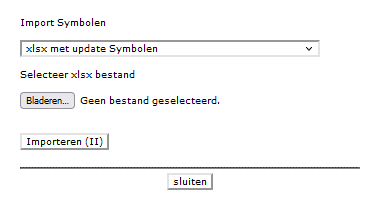 Import Symbolen
xlsx met update Symbolen
Selecteer xlsx bestand
Bladeren... Geen bestand geselecteerd.
Importeren (II)
sluiten